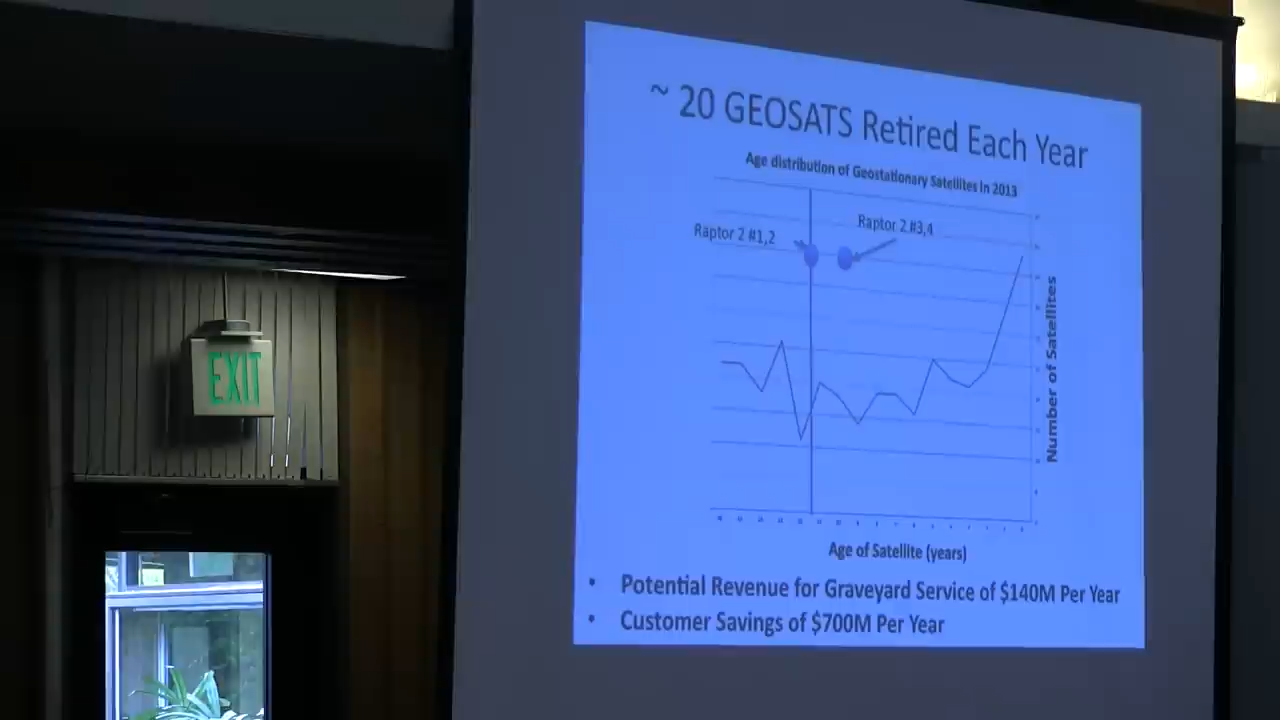 EXIT
~ 20 GEOSATS Retired Each Year
Age distribution of Geostationary Satellites in 2013
Raptor 2 #1,2
Raptor 2 #3,4
Number of Satellites
Age of Satellite (years)
• Potential Revenue for Graveyard Service of $140M Per Year
• Customer Savings of $700M Per Year